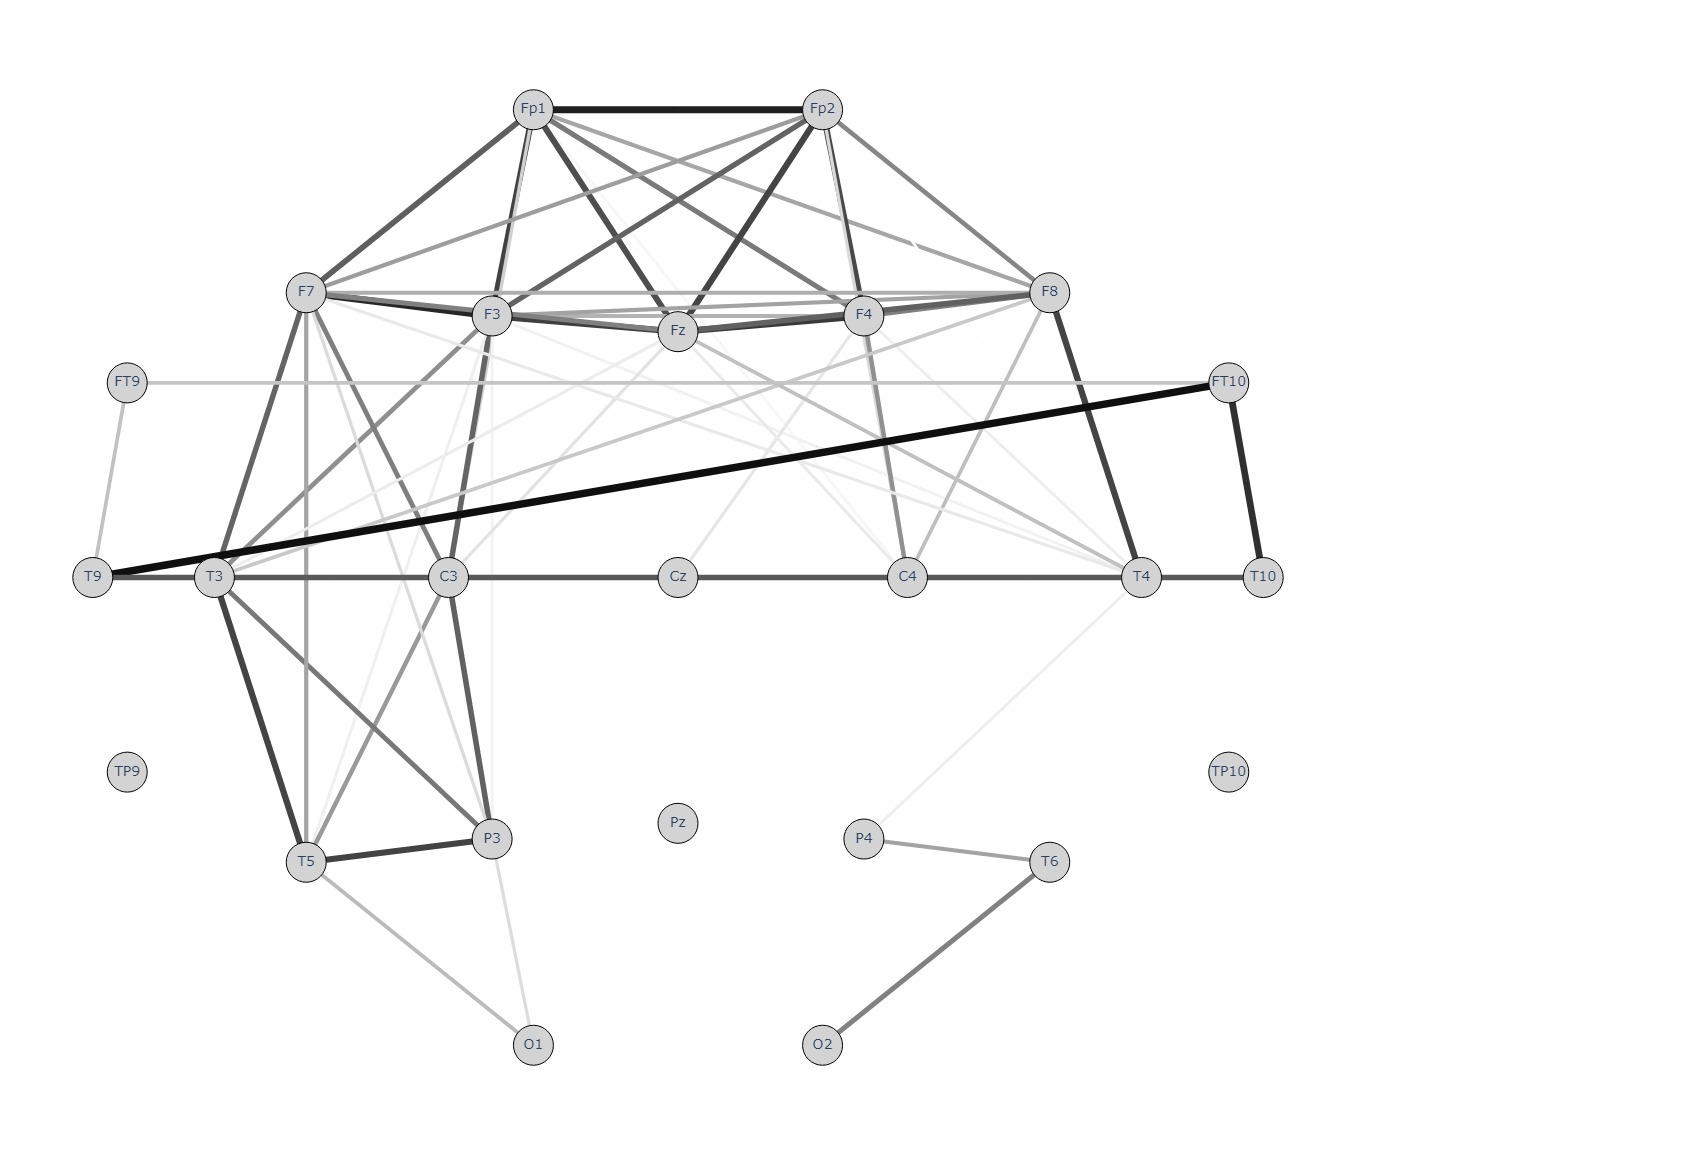 Fp1 Fp2
F7 F3 Fz F4 F8
FT9 FT10
T9 T3 C3 Cz C4 T4 T10
TP9 TP10
Pz
P3 P4
T5 T6
O1 O2